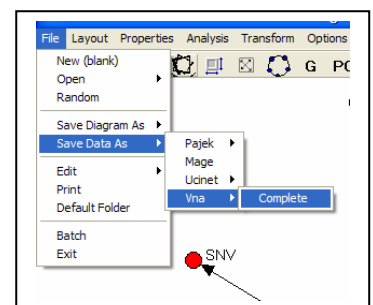 File Layout Properties Analysis Transform Options
New (blank)
Open
Random
Save Diagram As
Save Data As
Edit
Print
Default Folder
Batch
Exit
Pajek
Mage
Ucinet
Vna
Complete
G PC
SNV